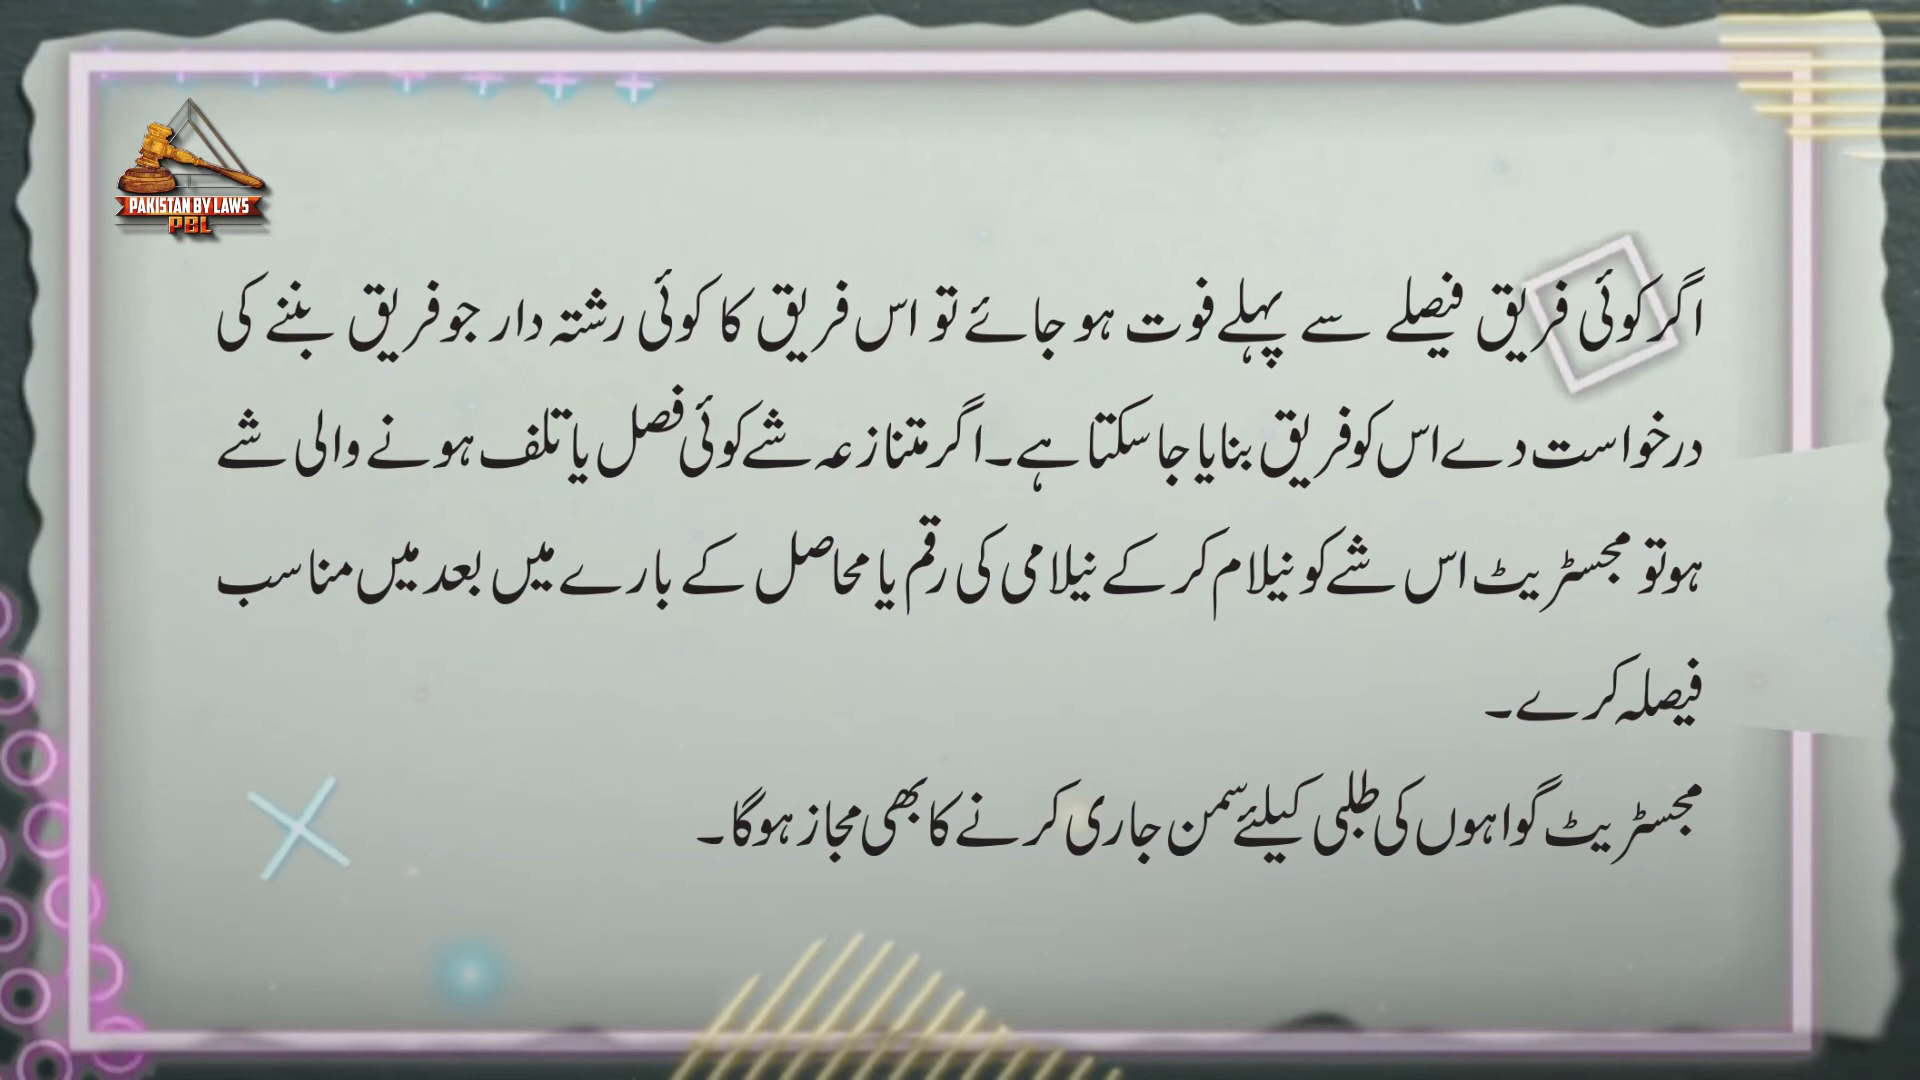 PAKISTAN BY LAWS
PBL
اگر کوئی فریق فیصلے سے پہلے فوت ہو جائے تو اس فریق کا کوئی رشتہ دار جو فریق بننے کی
درخواست دے اس کو فریق بنایا جا سکتا ہے۔ اگر متنازعہ شے کوئی فصل یا تلف ہونے والی شے
ہو تو مجسٹریٹ اس شے کو نیلام کر کے نیلامی کی رقم یا محاصل کے بارے میں بعد میں مناسب
فیصلہ کرے۔
مجسٹریٹ گواہوں کی طلبی کیلئے سمن جاری کرنے کا بھی مجاز ہوگا۔